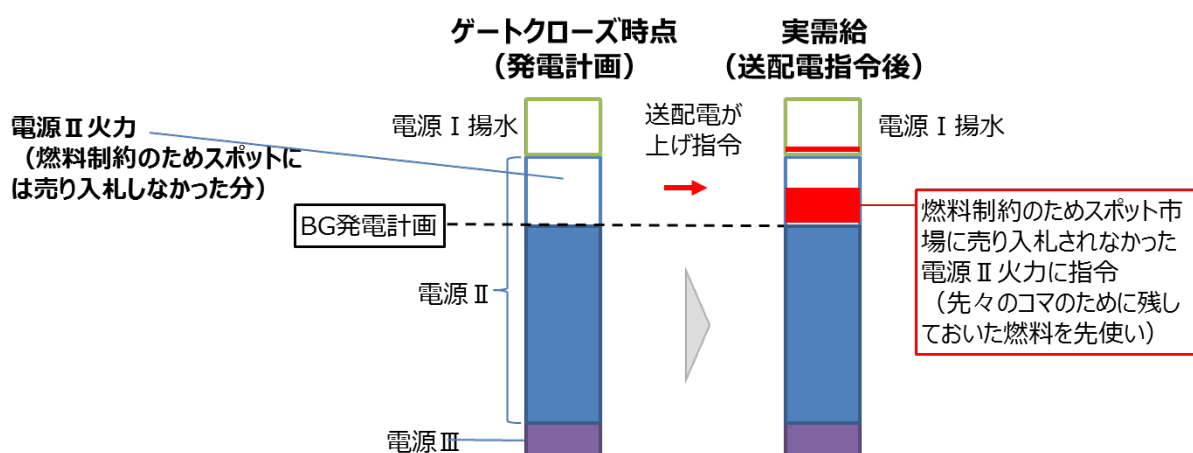 ゲートクローズ時点
（発電計画）
実需給
（送配電指令後）
電源Ⅱ火力
（燃料制約のためスポットに
は売り入札しなかった分）
電源Ⅰ揚水
送配電が
上げ指令
電源Ⅰ揚水
BG発電計画
電源Ⅱ
燃料制約のためスポット市
場に売り入札されなかった
電源Ⅱ火力に指令
（先々のコマのために残し
ておいた燃料を先使い）
電源Ⅲ